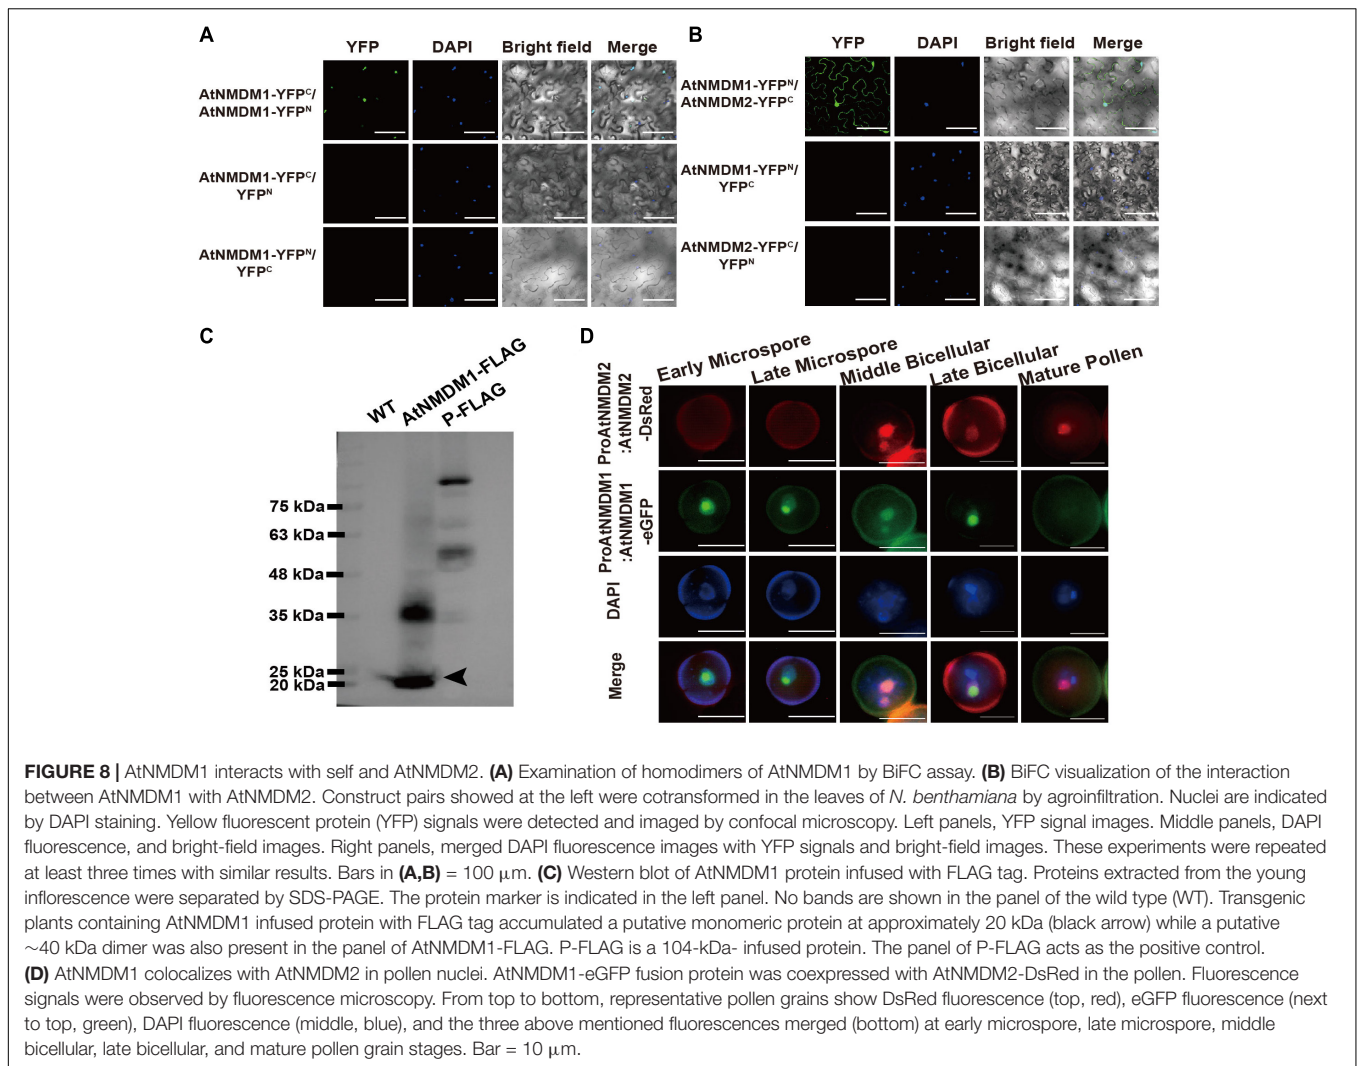 A
YFP DAPI Bright field Merge
AtNMDM1-YFPC/
AtNMDM1-YFPN
AtNMDM1-YFPC/
YFPN
AtNMDM1-YFPN/
YFPC
B
YFP DAPI Bright field Merge
AtNMDM1-YFPN/
AtNMDM2-YFPC
AtNMDM1-YFPN/
YFPC
AtNMDM2-YFPC/
YFPN
C
WT AtNMDM1-FLAG P-FLAG
75 kDa
63 kDa
48 kDa
35 kDa
25 kDa
20 kDa
D
Early Microspore Late Microspore Middle Bicellular Late Bicellular Mature Pollen
ProAtNMDM2
:AtNMDM2
-DsRed
ProAtNMDM1
:AtNMDM1
-eGFP
DAPI
Merge
FIGURE 8 | AtNMDM1 interacts with self and AtNMDM2. (A) Examination of homodimers of AtNMDM1 by BiFC assay. (B) BiFC visualization of the interaction
between AtNMDM1 with AtNMDM2. Construct pairs showed at the left were cotransformed in the leaves of N. benthamiana by agroinfiltration. Nuclei are indicated
by DAPI staining. Yellow fluorescent protein (YFP) signals were detected and imaged by confocal microscopy. Left panels, YFP signal images. Middle panels, DAPI
fluorescence, and bright-field images. Right panels, merged DAPI fluorescence images with YFP signals and bright-field images. These experiments were repeated
at least three times with similar results. Bars in (A,B) = 100 μm. (C) Western blot of AtNMDM1 protein infused with FLAG tag. Proteins extracted from the young
inflorescence were separated by SDS-PAGE. The protein marker is indicated in the left panel. No bands are shown in the panel of the wild type (WT). Transgenic
plants containing AtNMDM1 infused protein with FLAG tag accumulated a putative monomeric protein at approximately 20 kDa (black arrow) while a putative
∼40 kDa dimer was also present in the panel of AtNMDM1-FLAG. P-FLAG is a 104-kDa- infused protein. The panel of P-FLAG acts as the positive control.
(D) AtNMDM1 colocalizes with AtNMDM2 in pollen nuclei. AtNMDM1-eGFP fusion protein was coexpressed with AtNMDM2-DsRed in the pollen. Fluorescence
signals were observed by fluorescence microscopy. From top to bottom, representative pollen grains show DsRed fluorescence (top, red), eGFP fluorescence (next
to top, green), DAPI fluorescence (middle, blue), and the three above mentioned fluorescences merged (bottom) at early microspore, late microspore, middle
bicellular, late bicellular, and mature pollen grain stages. Bar = 10 μm.